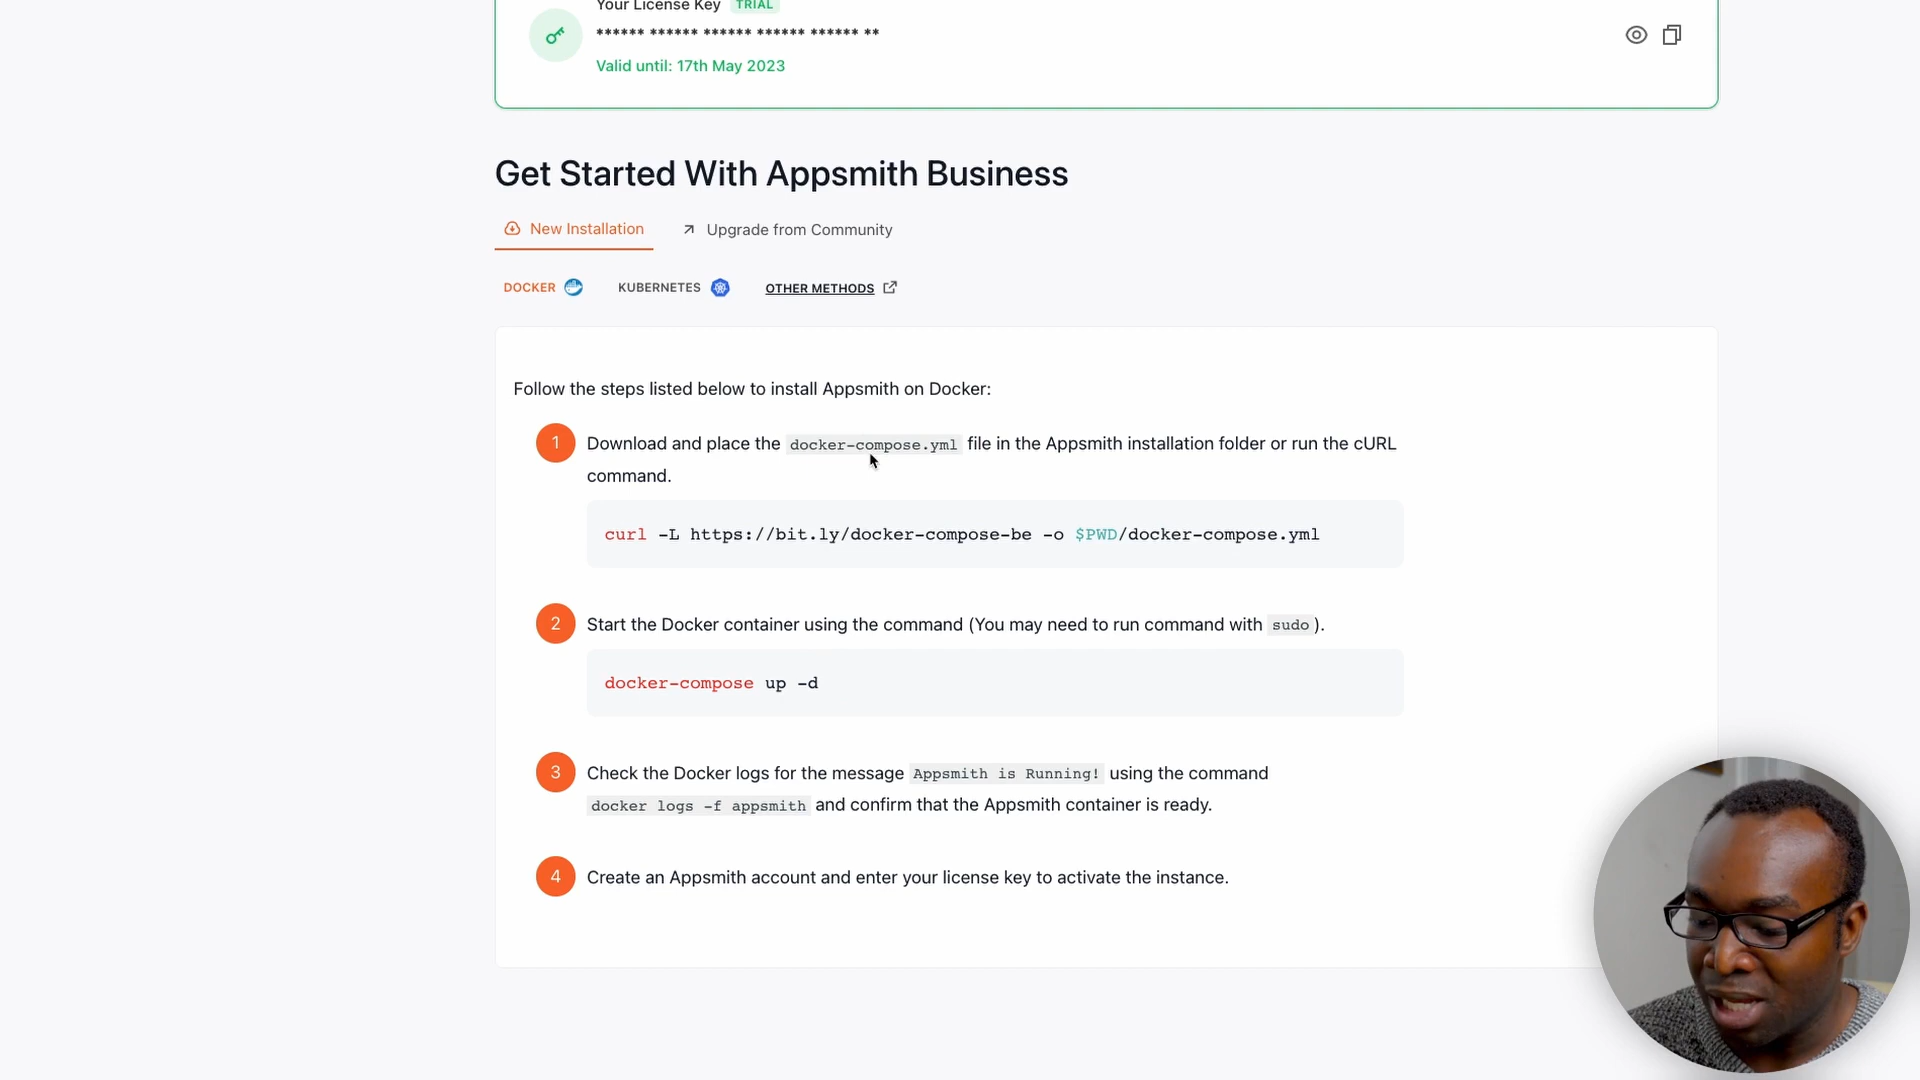 Your License Key TRIAL
****** ****** ****** ****** ****** **
Valid until: 17th May 2023
Get Started With Appsmith Business
New Installation Upgrade from Community
DOCKER KUBERNETES OTHER METHODS
Follow the steps listed below to install Appsmith on Docker:
1 Download and place the docker-compose.yml file in the Appsmith installation folder or run the cURL
command.
curl -L https://bit.ly/docker-compose-be -o $PWD/docker-compose.yml
2 Start the Docker container using the command (You may need to run command with sudo ).
docker-compose up -d
3 Check the Docker logs for the message Appsmith is Running! using the command
docker logs -f appsmith and confirm that the Appsmith container is ready.
4 Create an Appsmith account and enter your license key to activate the instance.